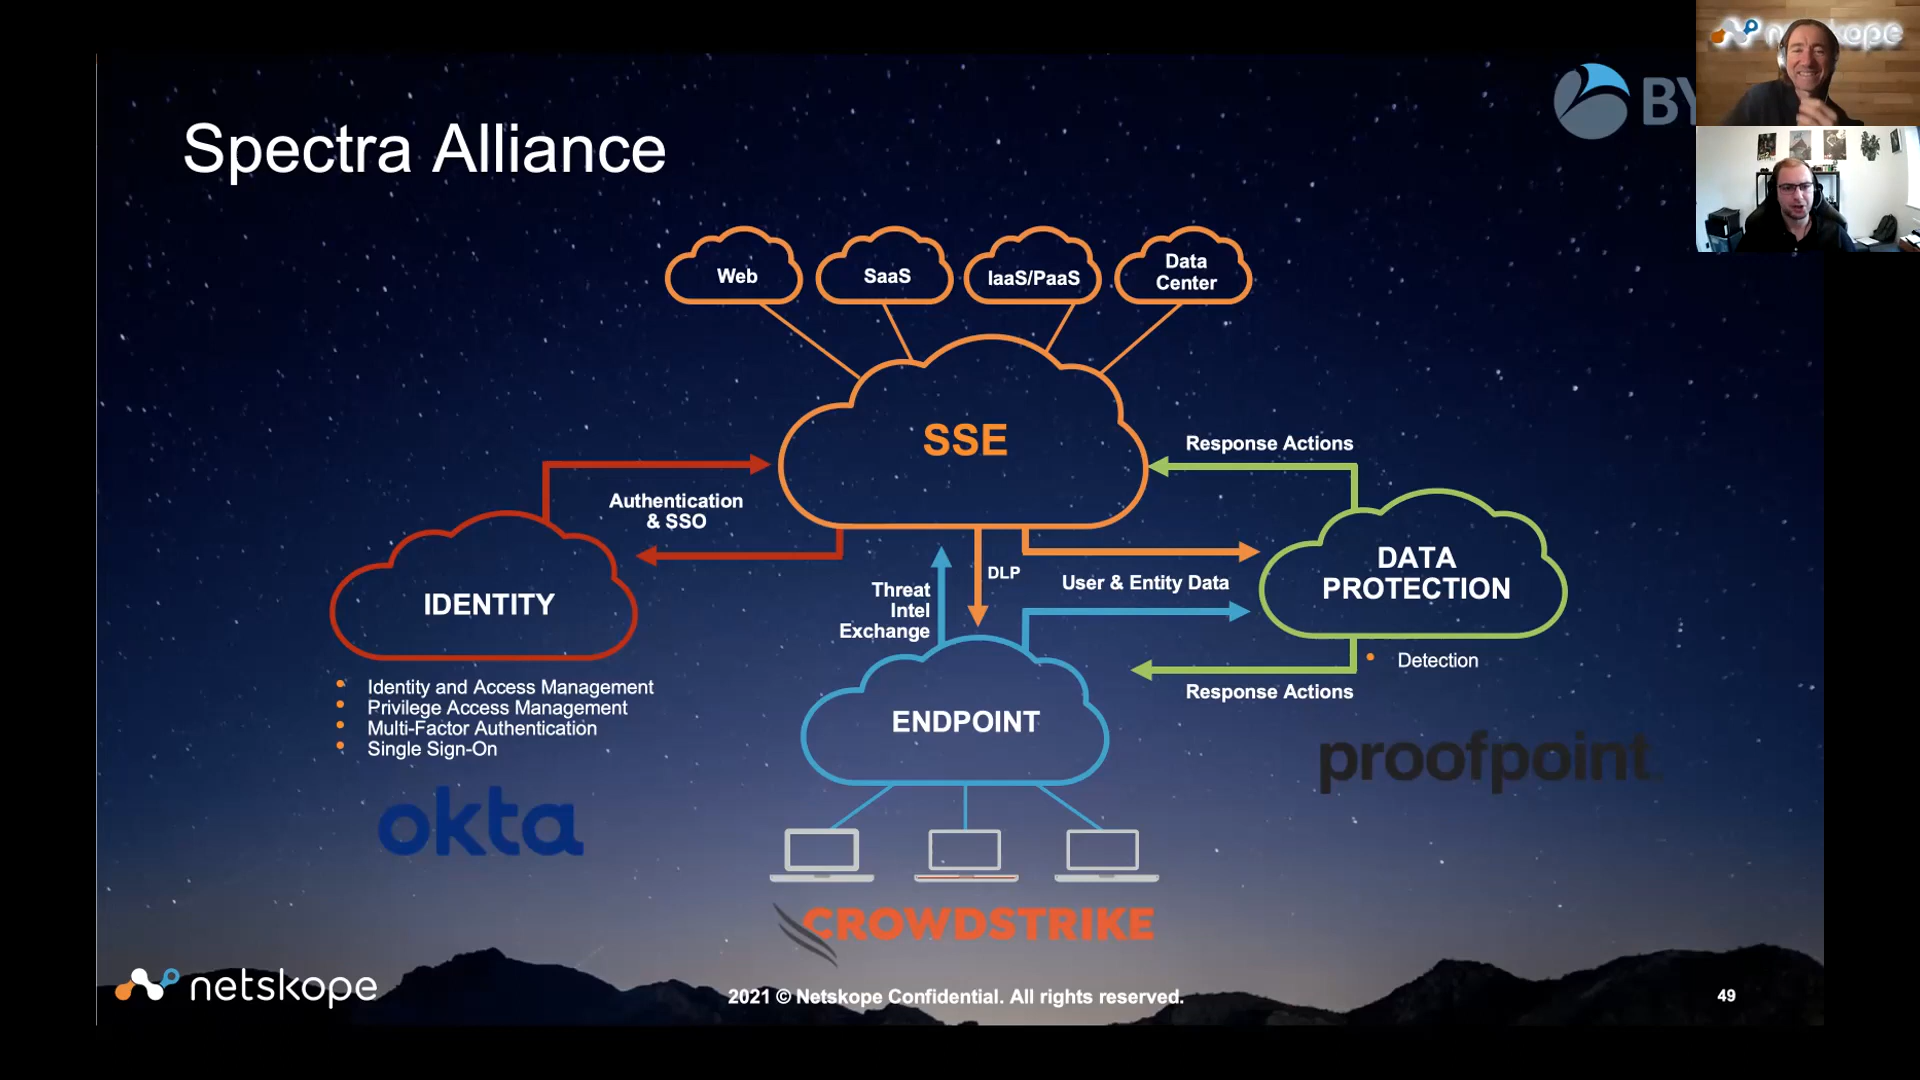 netskope
BY
Spectra Alliance
Web
SaaS
IaaS/PaaS
Data
Center
SSE
Response Actions
Authentication
& SSO
DATA
PROTECTION
DLP
User & Entity Data
Threat
Intel
Exchange
IDENTITY
Detection
Response Actions
Identity and Access Management
Privilege Access Management
Multi-Factor Authentication
Single Sign-On
ENDPOINT
proofpoint
okta
CROWDSTRIKE
netskope
2021 © Netskope Confidential. All rights reserved.
49